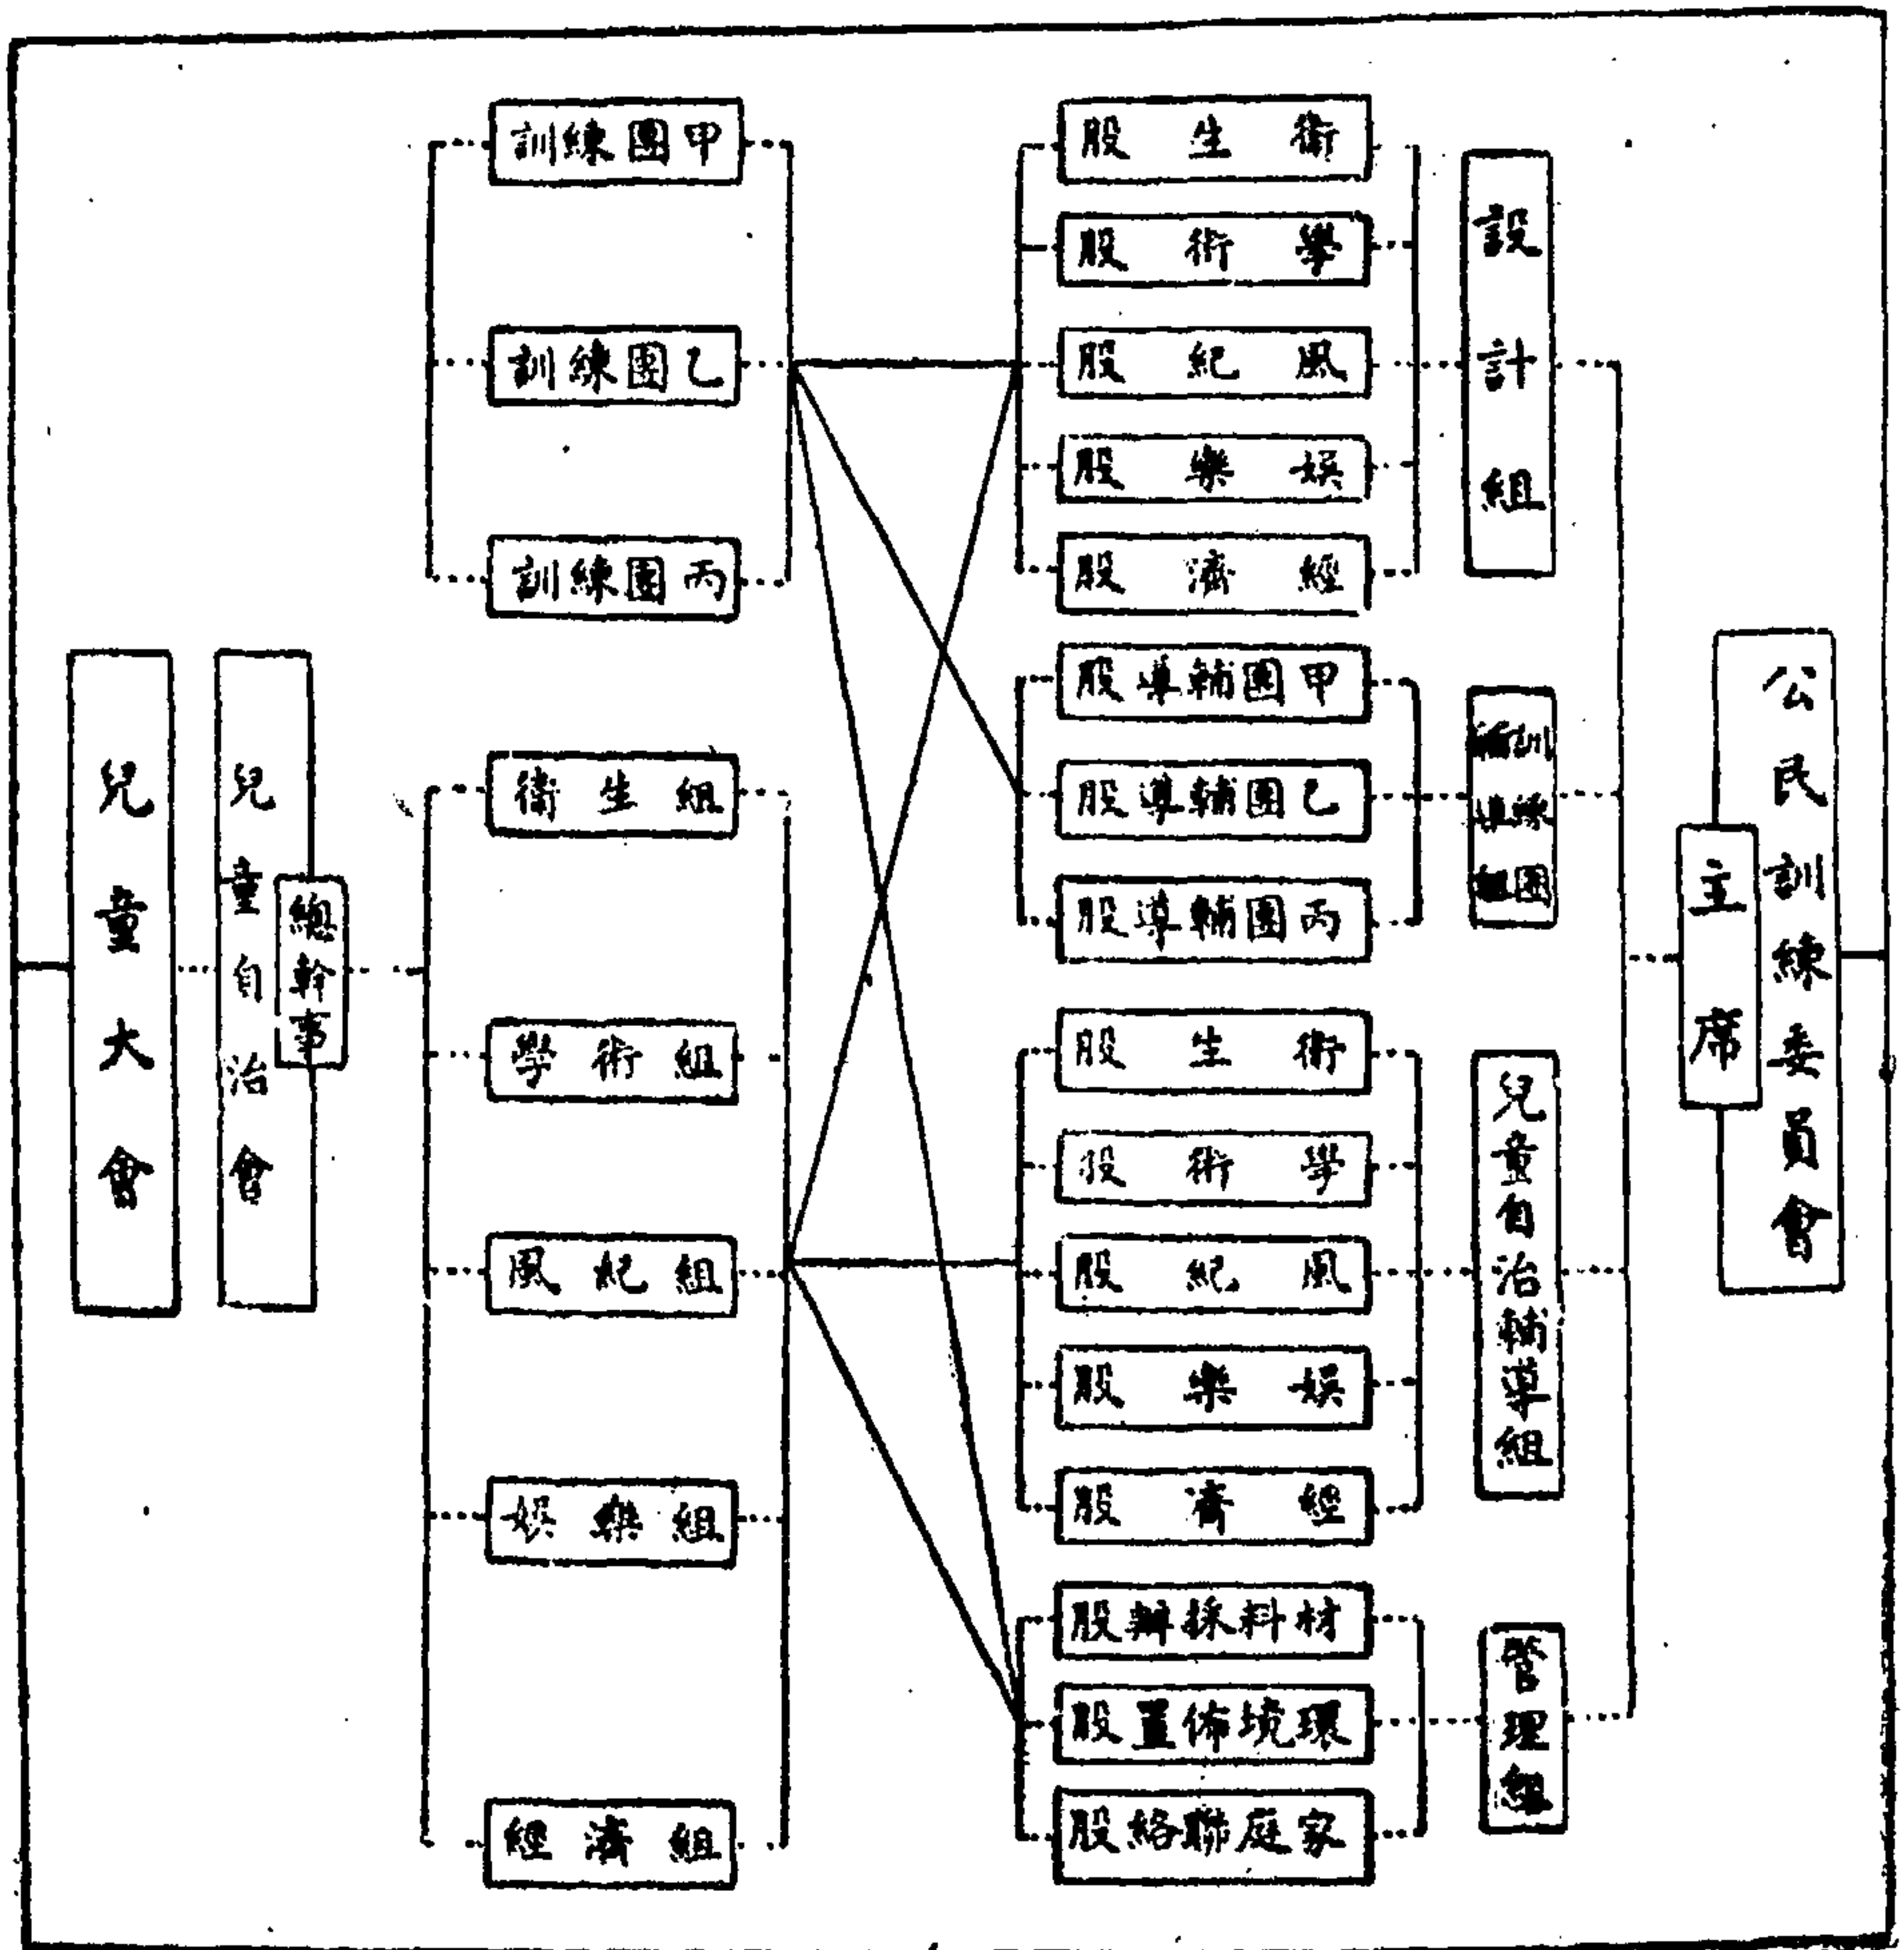 公民訓練委員會
主席
設計組
衛生股
學術股
風紀股
娛樂股
經濟股
訓練團
輔導組
甲團輔導股
乙團輔導股
丙團輔導股
兒童自治輔導組
衛生股
學術股
風紀股
娛樂股
經濟股
管理組
材料採辦股
環境佈置股
家庭聯絡股
訓練團甲
訓練團乙
訓練團丙
衛生組
學術組
風紀組
娛樂組
經濟組
總幹事
兒童自治會
兒童大會